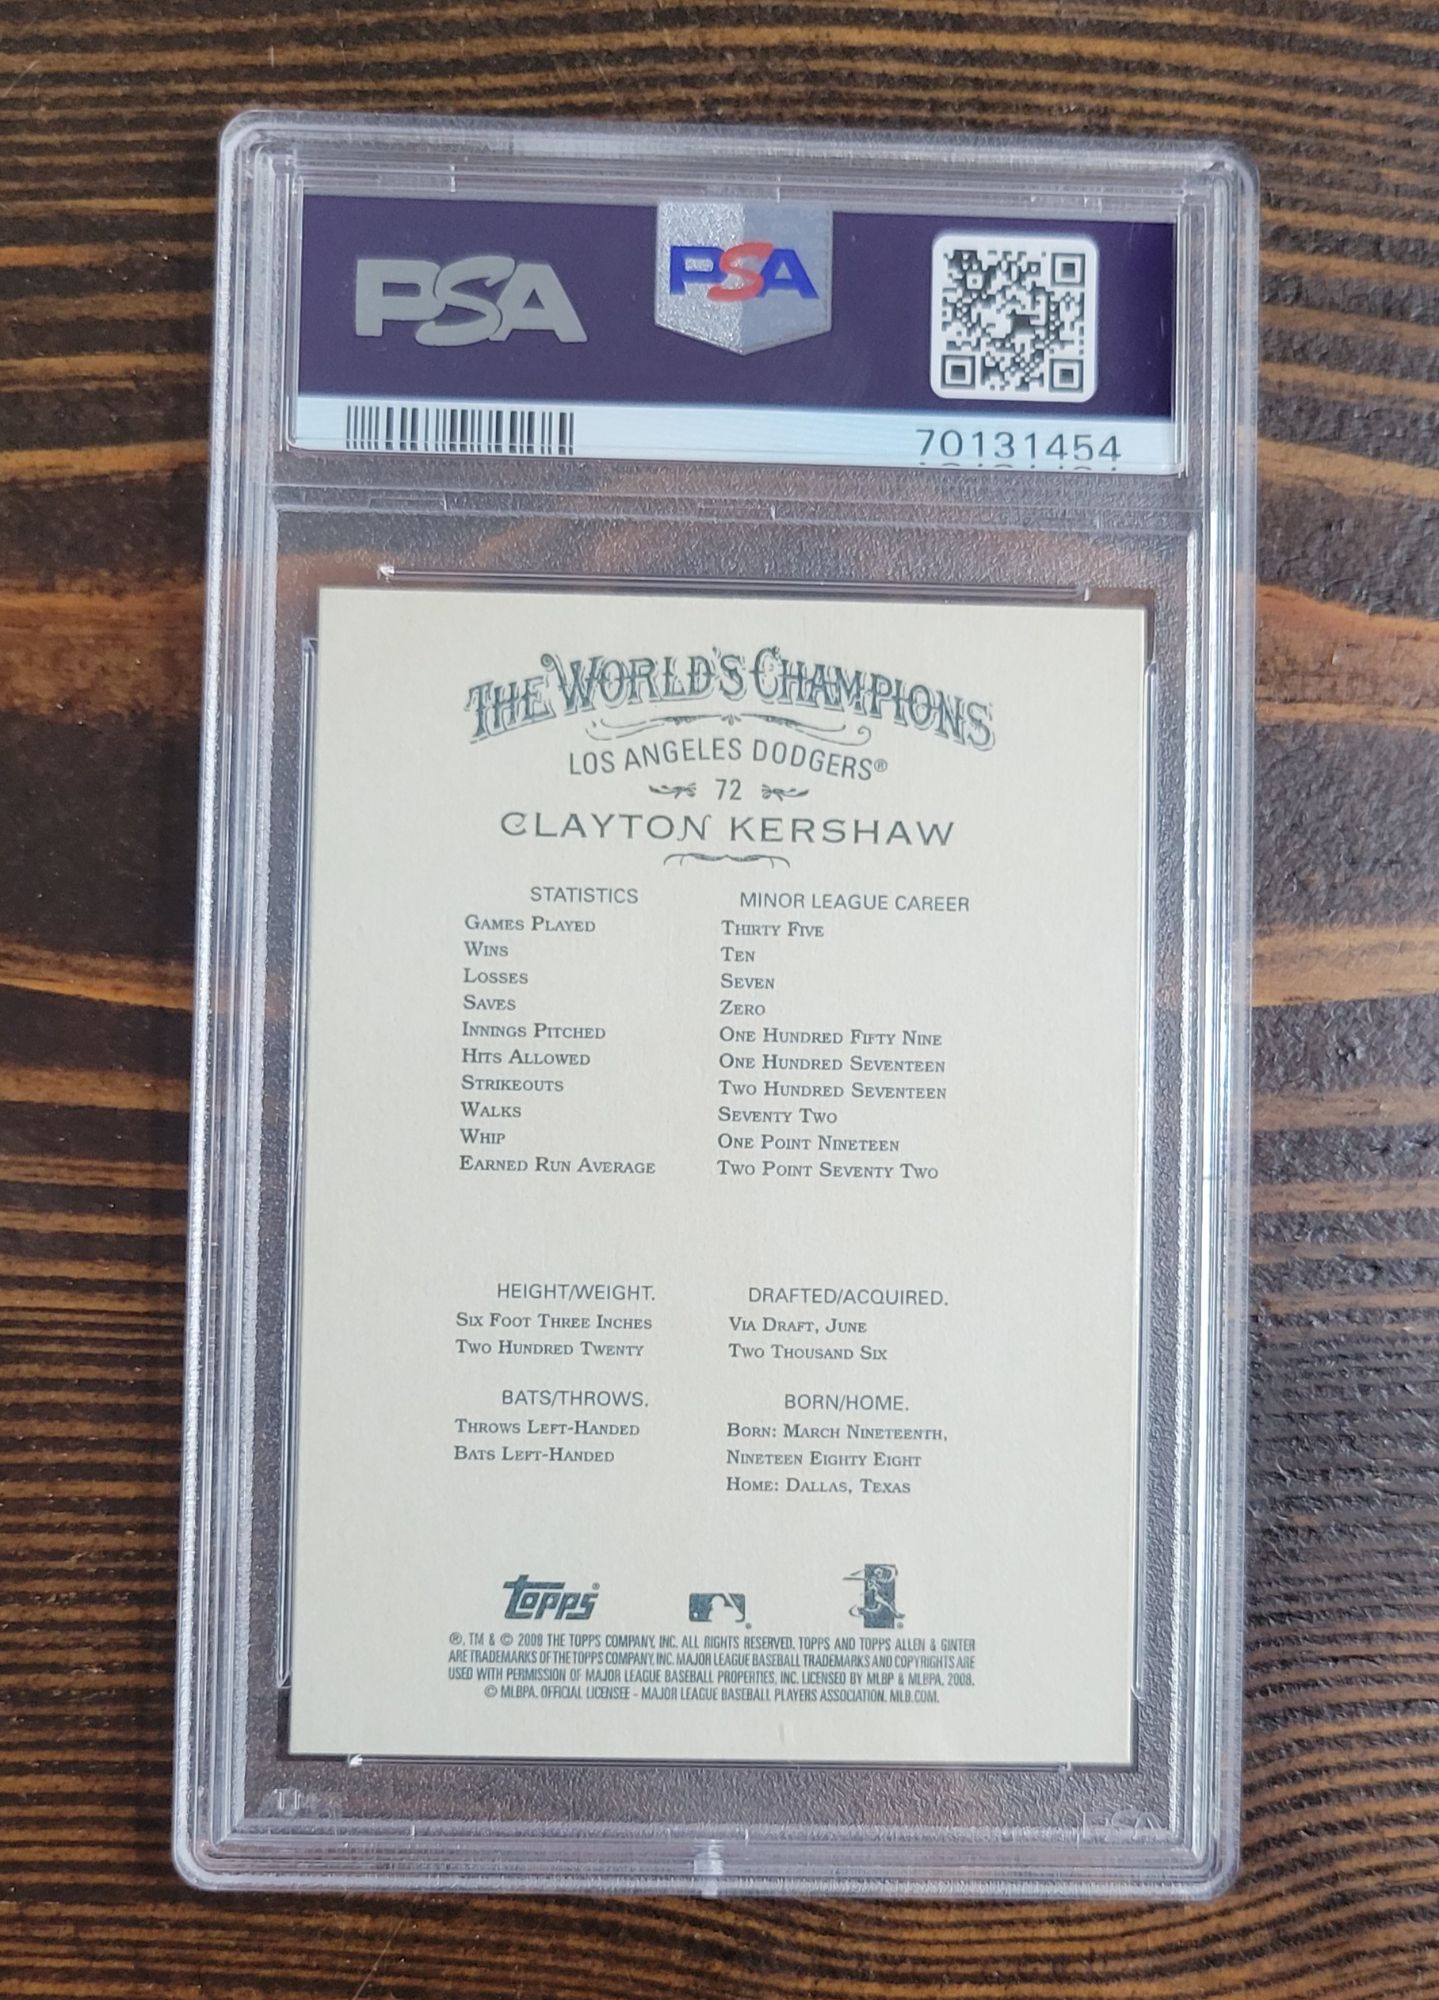 PSA
PSA
70131454
THE WORLD'S CHAMPIONS
LOS ANGELES DODGERS®
72
CLAYTON KERSHAW
STATISTICS MINOR LEAGUE CAREER
GAMES PLAYED THIRTY FIVE
WINS TEN
LOSSES SEVEN
SAVES ZERO
INNINGS PITCHED ONE HUNDRED FIFTY NINE
HITS ALLOWED ONE HUNDRED SEVENTEEN
STRIKEOUTS TWO HUNDRED SEVENTEEN
WALKS SEVENTY TWO
WHIP ONE POINT NINETEEN
EARNED RUN AVERAGE TWO POINT SEVENTY TWO
HEIGHT/WEIGHT.
SIX FOOT THREE INCHES
TWO HUNDRED TWENTY
DRAFTED/ACQUIRED.
VIA DRAFT, JUNE
TWO THOUSAND SIX
BATS/THROWS.
THROWS LEFT-HANDED
BATS LEFT-HANDED
BORN/HOME.
BORN: MARCH NINETEENTH,
NINETEEN EIGHTY EIGHT
HOME: DALLAS, TEXAS
Topps®
®, TM & © 2008 THE TOPPS COMPANY, INC. ALL RIGHTS RESERVED. TOPPS AND TOPPS ALLEN & GINTER
ARE TRADEMARKS OF THE TOPPS COMPANY, INC. MAJOR LEAGUE BASEBALL TRADEMARKS AND COPYRIGHTS ARE
USED WITH PERMISSION OF MAJOR LEAGUE BASEBALL PROPERTIES, INC. LICENSED BY MLBP & MLBPA, 2008.
© MLBPA. OFFICIAL LICENSEE - MAJOR LEAGUE BASEBALL PLAYERS ASSOCIATION. MLB.COM.